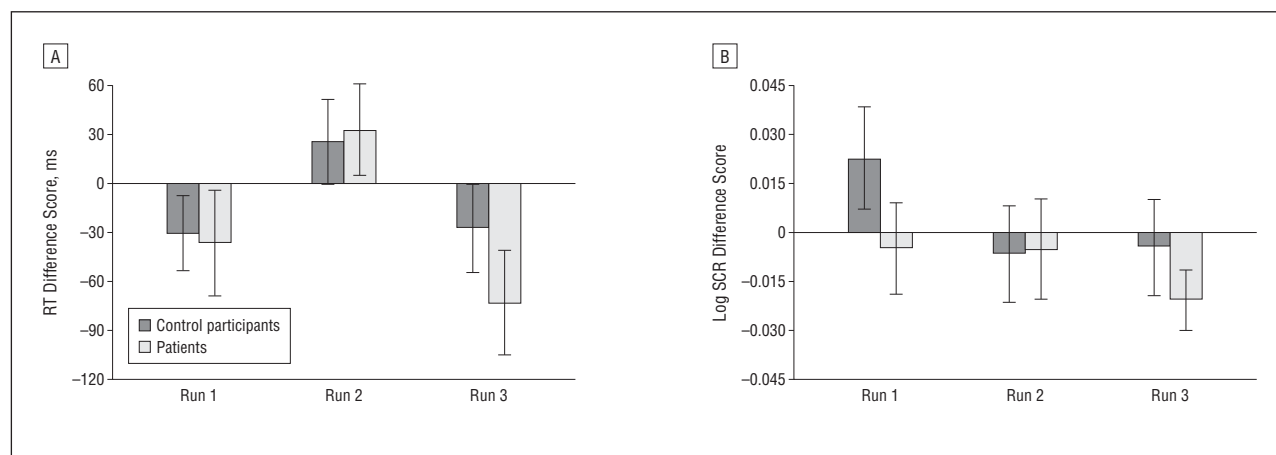 A
60
30
0
–30
–60
–90
–120
RT Difference Score, ms
Control participants
Patients
Run 1 Run 2 Run 3
B
0.045
0.030
0.015
0
–0.015
–0.030
–0.045
Log SCR Difference Score
Run 1 Run 2 Run 3